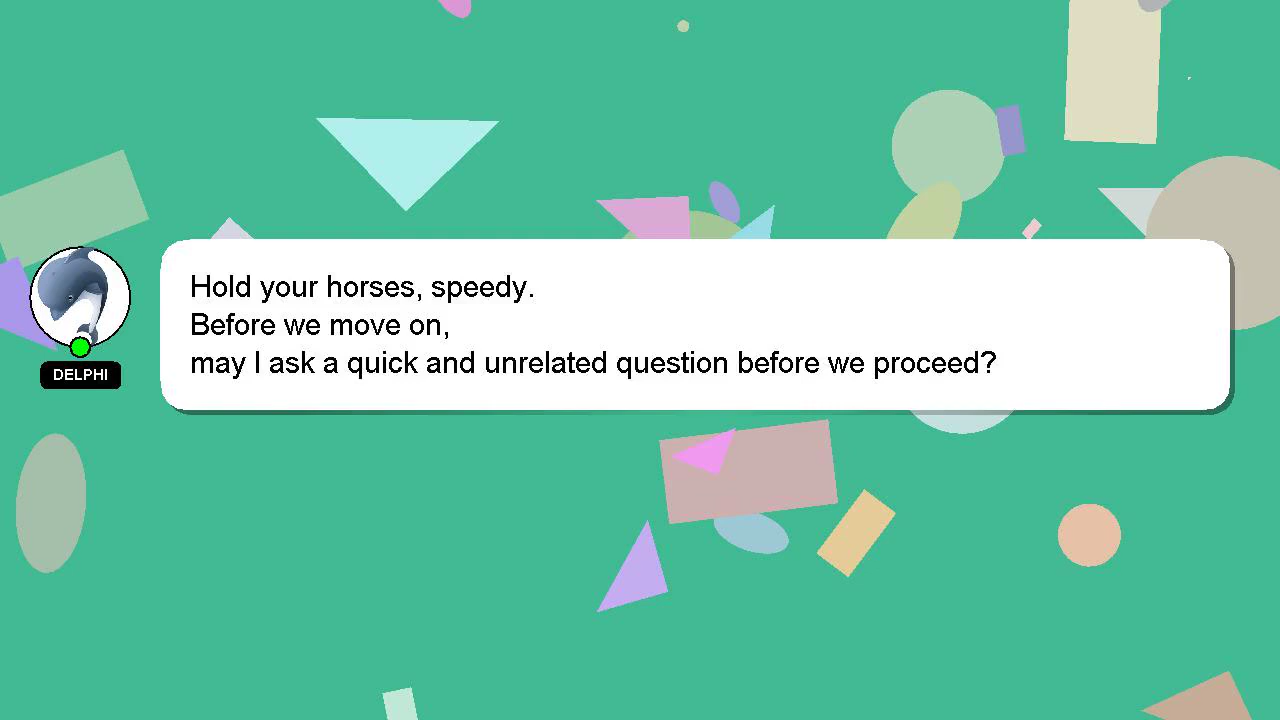 Hold your horses, speedy.
Before we move on,
may I ask a quick and unrelated question before we proceed?
DELPHI